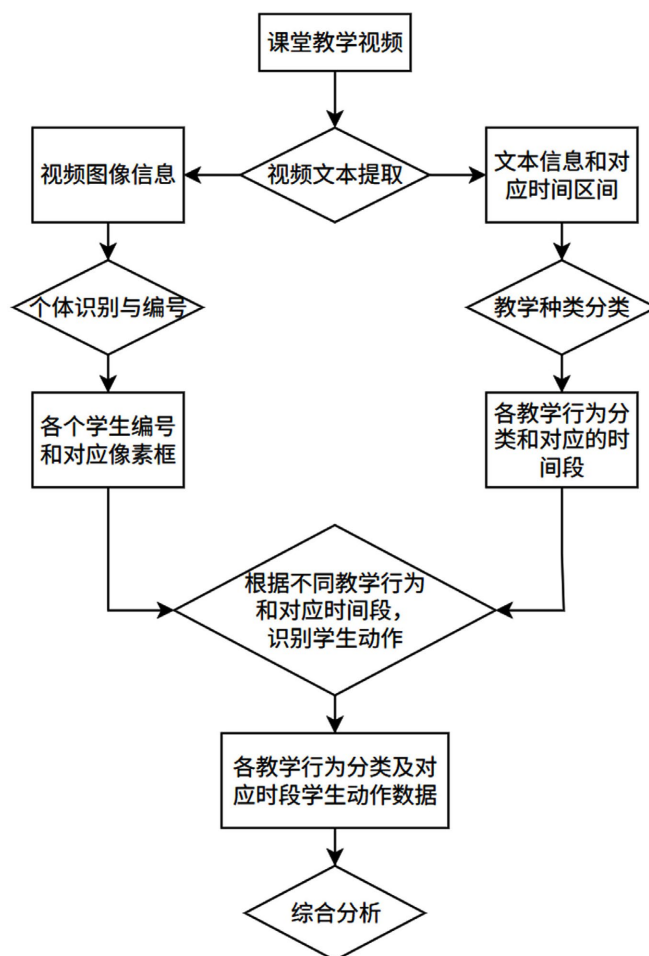 课堂教学视频
视频图像信息
视频文本提取
文本信息和对
应时间区间
个体识别与编号
教学种类分类
各个学生编号
和对应像素框
各教学行为分
类和对应的时
间段
根据不同教学行为
和对应时间段，
识别学生动作
各教学行为分类及对
应时段学生动作数据
综合分析